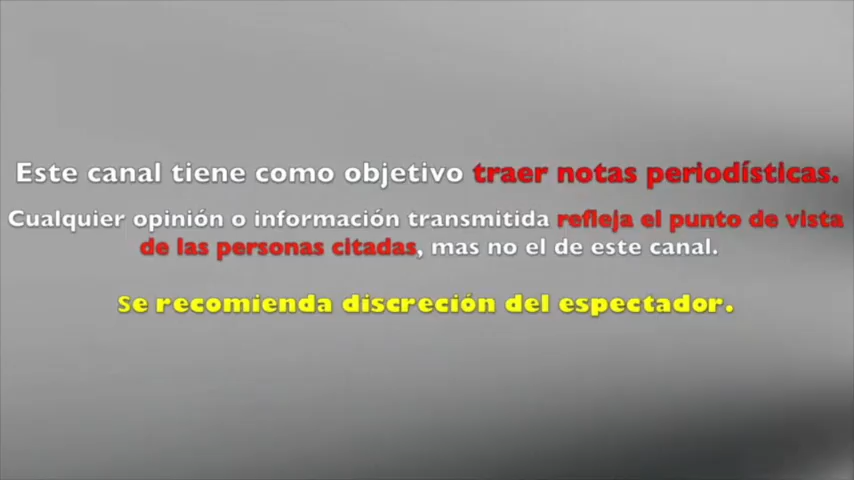 Este canal tiene como objetivo traer notas periodísticas.
Cualquier opinión o información transmitida refleja el punto de vista
de las personas citadas, mas no el de este canal.
Se recomienda discreción del espectador.